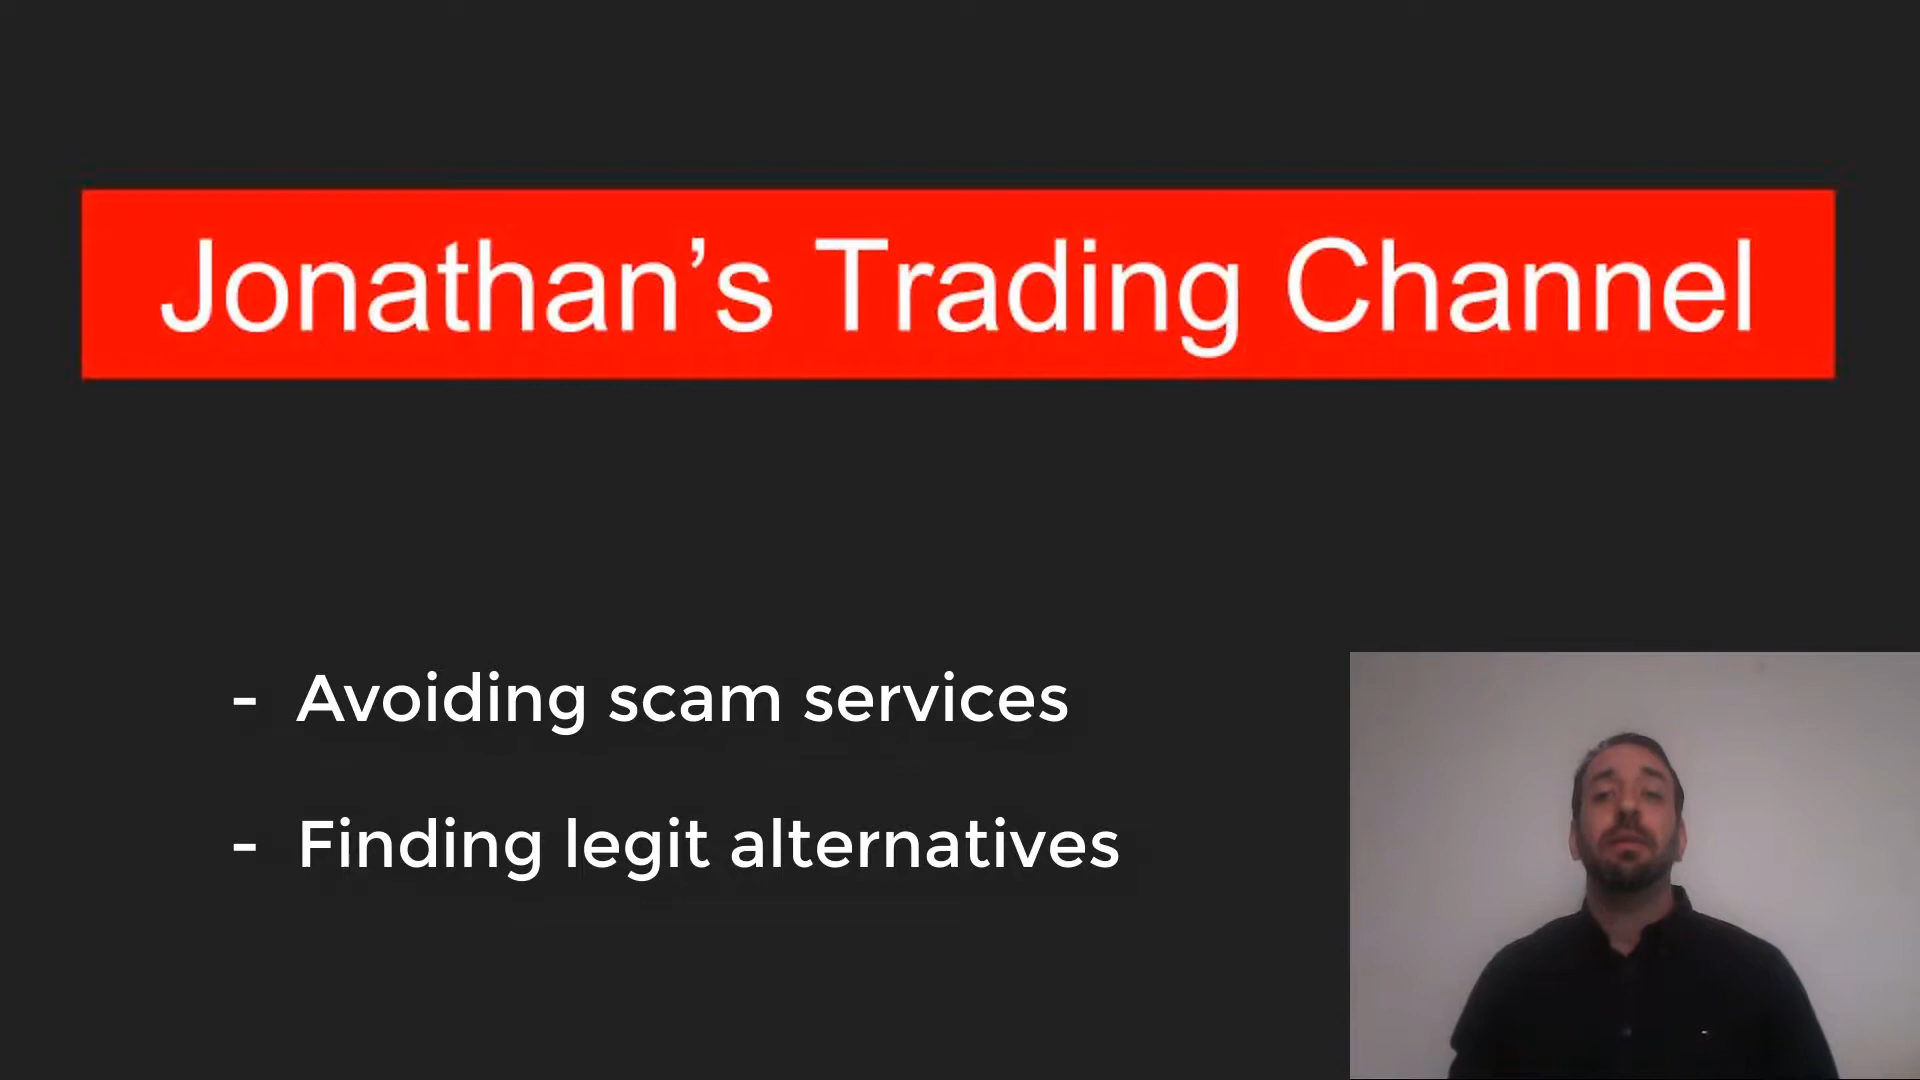 Jonathan’s Trading Channel
- Avoiding scam services
- Finding legit alternatives